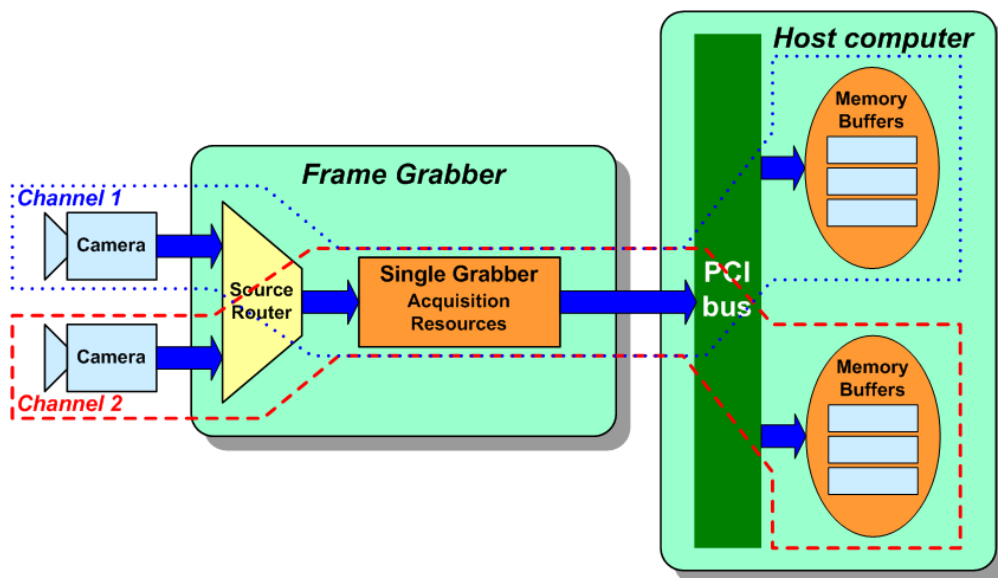 Host computer
Memory
Buffers
Frame Grabber
Channel 1
Camera
Source
Router
Single Grabber
Acquisition
Resources
PCI
bus
Camera
Channel 2
Memory
Buffers